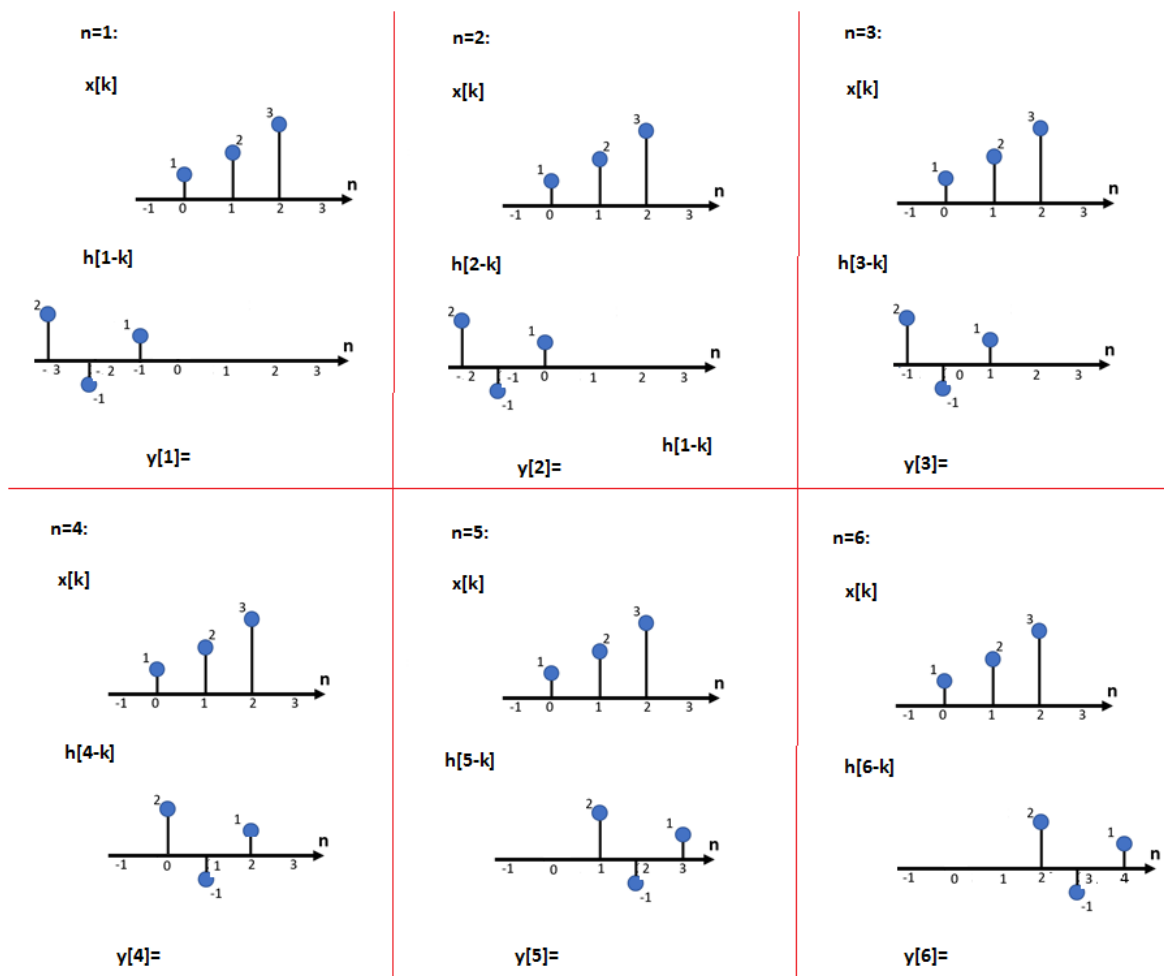 n=1:
x[k]
3
2
1
n
-1 0 1 2 3
h[1-k]
2
1
n
- 3 - 2 -1 0 1 2 3
-1
y[1]=
n=2:
x[k]
3
2
1
n
-1 0 1 2 3
h[2-k]
2
1
n
- 2 -1 0 1 2 3
-1
h[1-k]
y[2]=
n=3:
x[k]
3
2
1
n
-1 0 1 2 3
h[3-k]
2
1
n
-1 0 1 2 3
-1
y[3]=
n=4:
x[k]
3
2
1
n
-1 0 1 2 3
h[4-k]
2
1
n
-1 0 1 2 3
-1
y[4]=
n=5:
x[k]
3
2
1
n
-1 0 1 2 3
h[5-k]
2
1
n
-1 0 1 2 3
-1
y[5]=
n=6:
x[k]
3
2
1
n
-1 0 1 2 3
h[6-k]
2
1
n
-1 0 1 2 3 4
-1
y[6]=